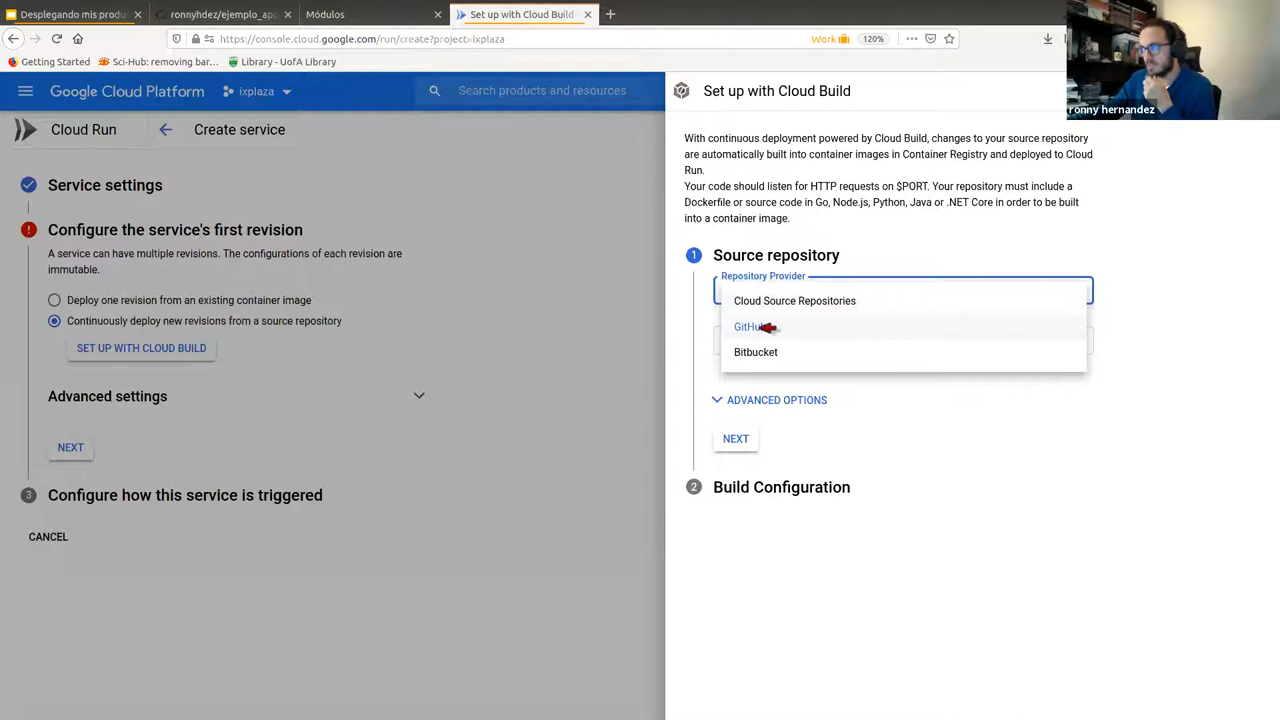 Desplegando mis produ
ronnyhdez/ejemplo_app
Módulos
Set up with Cloud Build
https://console.cloud.google.com/run/create?project=ixplaza
Work
120%
Getting Started
Sci-Hub: removing bar...
Library - UofA Library
Google Cloud Platform
ixplaza
Search products and resources
Cloud Run
Create service
Service settings
Configure the service's first revision
A service can have multiple revisions. The configurations of each revision are
immutable.
Deploy one revision from an existing container image
Continuously deploy new revisions from a source repository
SET UP WITH CLOUD BUILD
Advanced settings
NEXT
3
Configure how this service is triggered
CANCEL
Set up with Cloud Build
ronny hernandez
With continuous deployment powered by Cloud Build, changes to your source repository
are automatically built into container images in Container Registry and deployed to Cloud
Run.
Your code should listen for HTTP requests on $PORT. Your repository must include a
Dockerfile or source code in Go, Node.js, Python, Java or .NET Core in order to be built
into a container image.
1
Source repository
Repository Provider
Cloud Source Repositories
GitHub
Bitbucket
ADVANCED OPTIONS
NEXT
2
Build Configuration